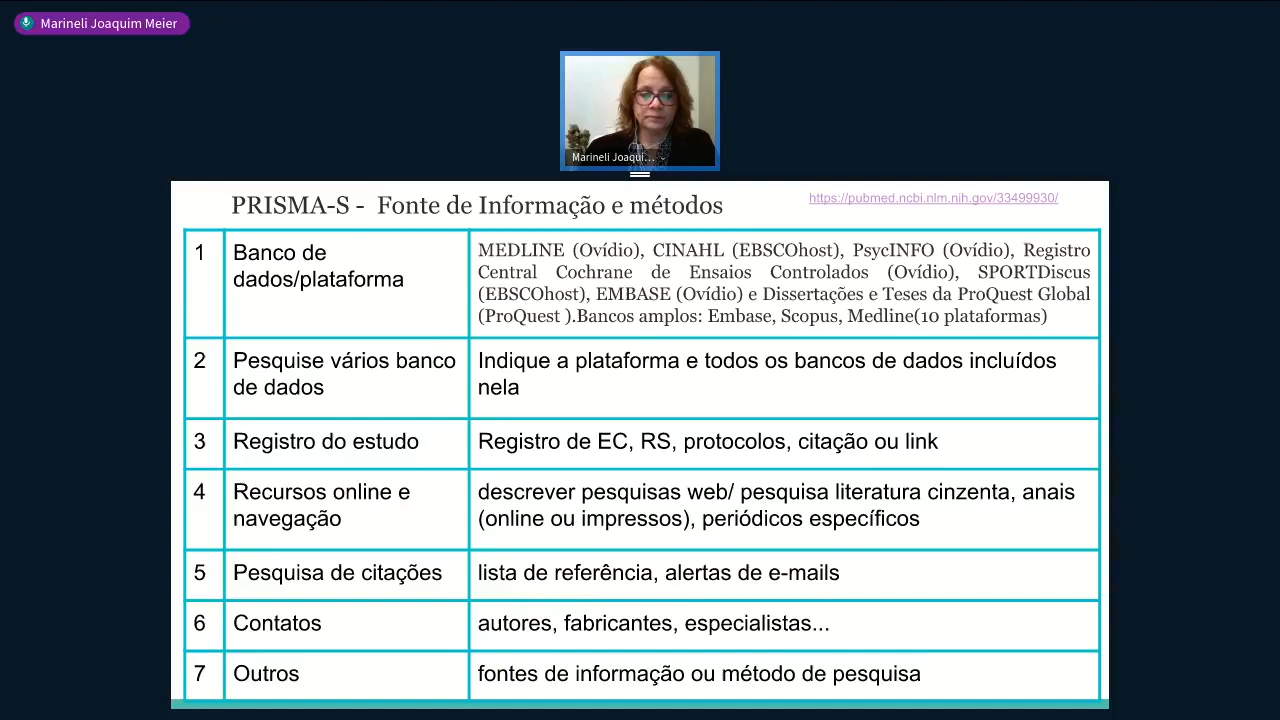 Marineli Joaquim Meier
Marineli Joaqui...
PRISMA-S - Fonte de Informação e métodos
https://pubmed.ncbi.nlm.nih.gov/33499930/
1
Banco de
dados/plataforma
MEDLINE (Ovídio), CINAHL (EBSCOhost), PsycINFO (Ovídio), Registro
Central Cochrane de Ensaios Controlados (Ovídio), SPORTDiscus
(EBSCOhost), EMBASE (Ovídio) e Dissertações e Teses da ProQuest Global
(ProQuest ).Bancos amplos: Embase, Scopus, Medline(10 plataformas)
2
Pesquise vários banco
de dados
Indique a plataforma e todos os bancos de dados incluídos
nela
3
Registro do estudo
Registro de EC, RS, protocolos, citação ou link
4
Recursos online e
navegação
descrever pesquisas web/ pesquisa literatura cinzenta, anais
(online ou impressos), periódicos específicos
5
Pesquisa de citações
lista de referência, alertas de e-mails
6
Contatos
autores, fabricantes, especialistas...
7
Outros
fontes de informação ou método de pesquisa